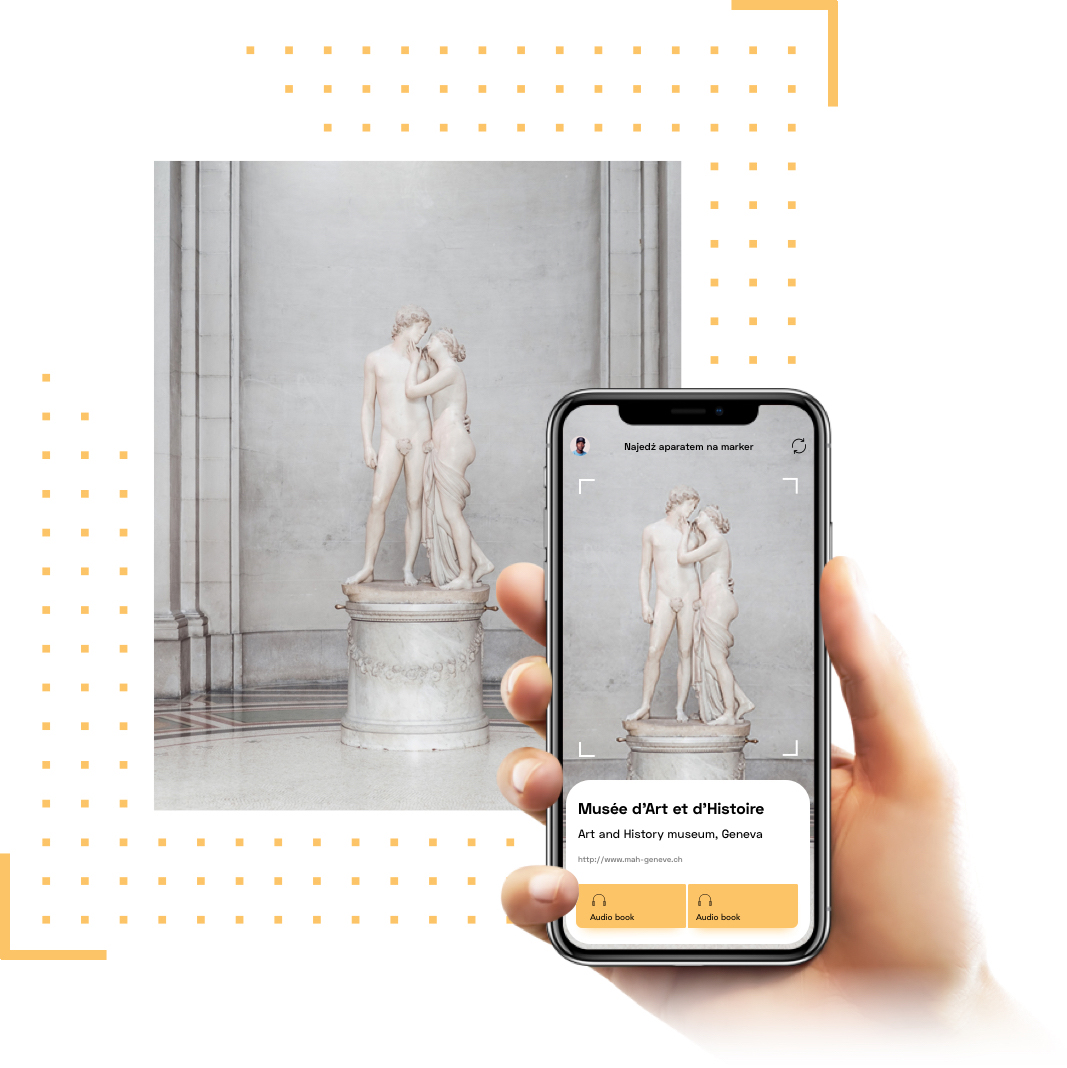 Najedź aparatem na marker
Musée d'Art et d'Histoire
Art and History museum, Geneva
http://www.mah-geneve.ch
Audio book
Audio book